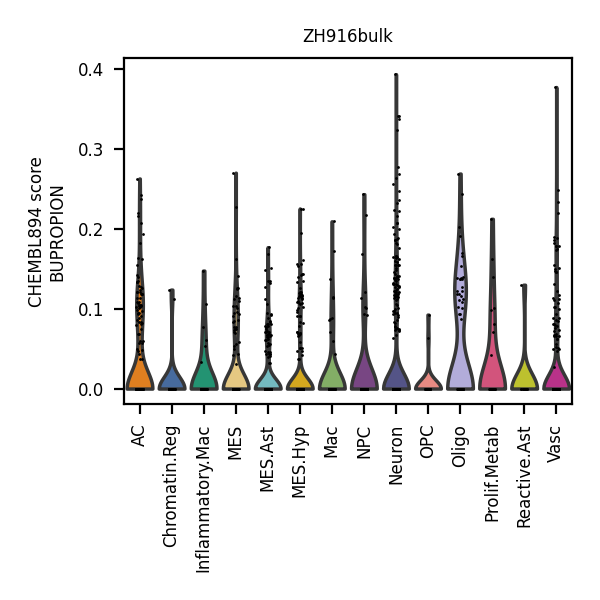 ZH916bulk
CHEMBL894 score
BUPROPION
0.4
0.3
0.2
0.1
0.0
AC
Chromatin.Reg
Inflammatory.Mac
MES
MES.Ast
MES.Hyp
Mac
NPC
Neuron
OPC
Oligo
Prolif.Metab
Reactive.Ast
Vasc